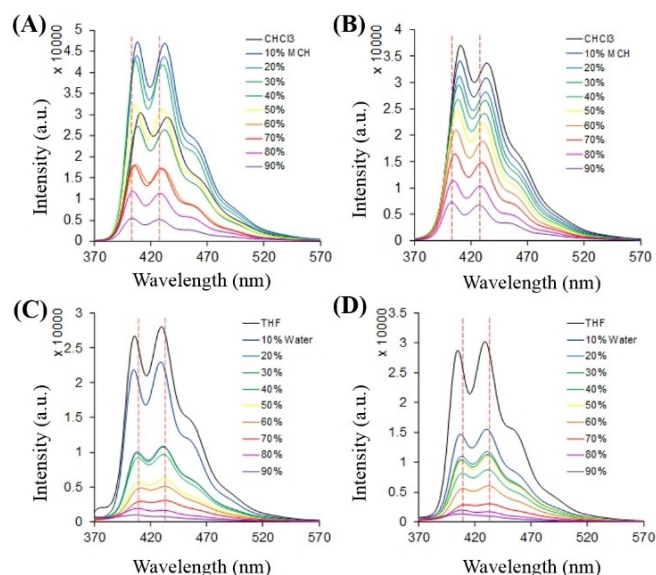 (A)
x 10000
5
4.5
4
3.5
3
2.5
2
1.5
1
0.5
0
Intensity (a.u.)
370 420 470 520 570
Wavelength (nm)
CHCl3
10% MCH
20%
30%
40%
50%
60%
70%
80%
90%
(B)
x 10000
4
3.5
3
2.5
2
1.5
1
0.5
0
Intensity (a.u.)
370 420 470 520 570
Wavelength (nm)
CHCl3
10% MCH
20%
30%
40%
50%
60%
70%
80%
90%
(C)
x 10000
3
2.5
2
1.5
1
0.5
0
Intensity (a.u.)
370 420 470 520 570
Wavelength (nm)
THF
10% Water
20%
30%
40%
50%
60%
70%
80%
90%
(D)
x 10000
3.5
3
2.5
2
1.5
1
0.5
0
Intensity (a.u.)
370 420 470 520 570
Wavelength (nm)
THF
10% Water
20%
30%
40%
50%
60%
70%
80%
90%